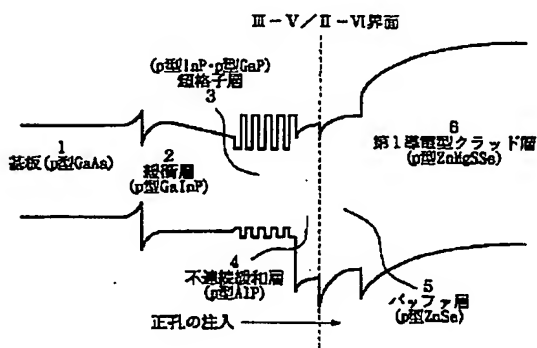 Ⅲ-Ⅴ/Ⅱ-Ⅵ界面
(p型InP・p型GaP)
超格子層
3
1
基板(p型GaAs)
2
緩衝層
(p型GaInP)
6
第1導電型クラッド層
(p型ZnMgSSe)
4
不連続緩和層
(p型AlP)
5
バッファ層
(p型ZnSe)
正孔の注入